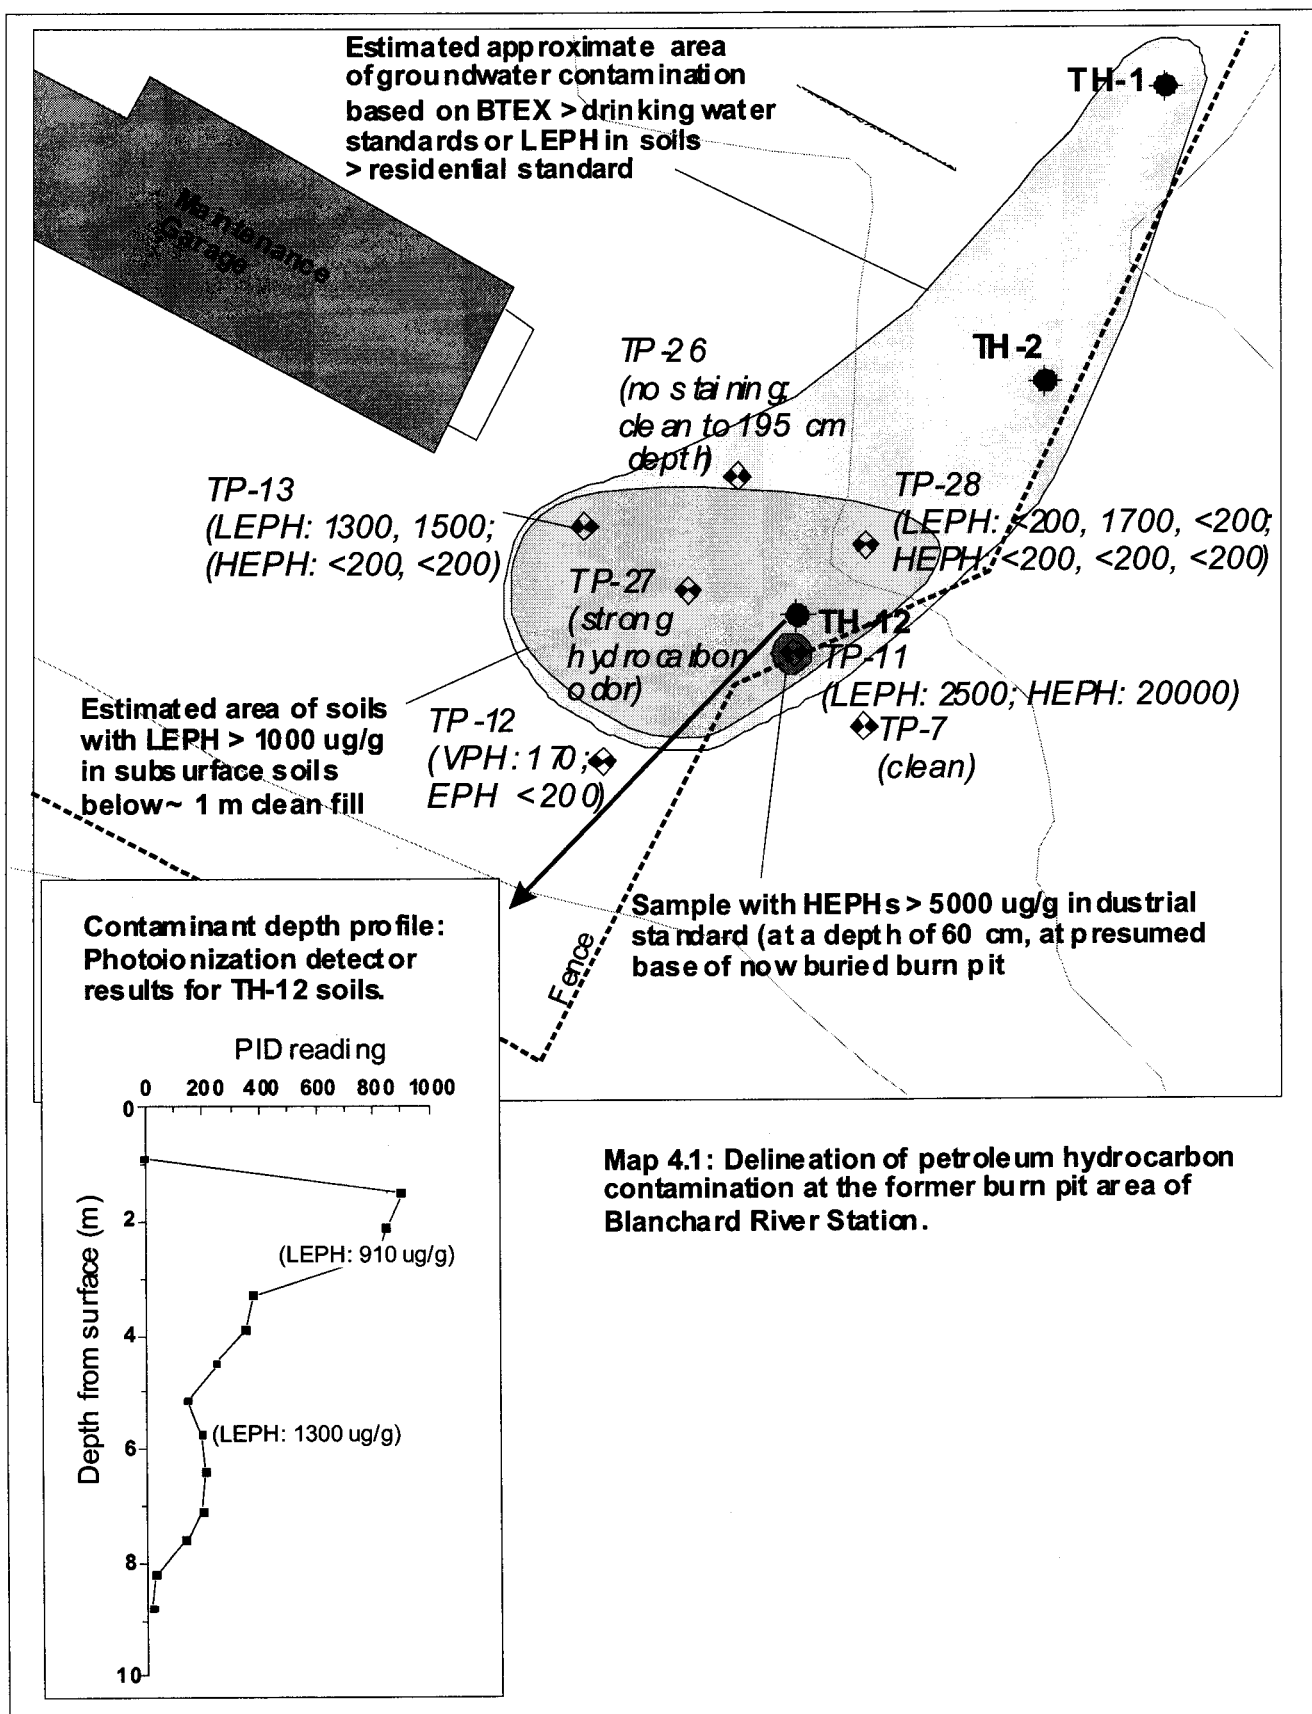 Estimated approximate area
of groundwater contamination
based on BTEX > drinking water
standards or LEPH in soils
> residential standard
TH-1
Maintenance
Garage
TH-2
TP-26
(no staining;
clean to 195 cm
depth)
TP-13
(LEPH: 1300, 1500;
(HEPH: <200, <200)
TP-28
(LEPH: <200, 1700, <200;
HEPH: <200, <200, <200)
TP-27
(strong
hydrocarbon
odor)
TH-12
TP-11
(LEPH: 2500; HEPH: 20000)
TP-7
(clean)
Estimated area of soils
with LEPH > 1000 ug/g
in subsurface soils
below ~ 1 m clean fill
TP-12
(VPH: 170;
EPH <200)
Sample with HEPHs > 5000 ug/g industrial
standard (at a depth of 60 cm, at presumed
base of now buried burn pit
Fence
Contaminant depth profile:
Photoionization detector
results for TH-12 soils.
PID reading
0 200 400 600 800 1000
Depth from surface (m)
0
2
4
6
8
10
(LEPH: 910 ug/g)
(LEPH: 1300 ug/g)
Map 4.1: Delineation of petroleum hydrocarbon
contamination at the former burn pit area of
Blanchard River Station.